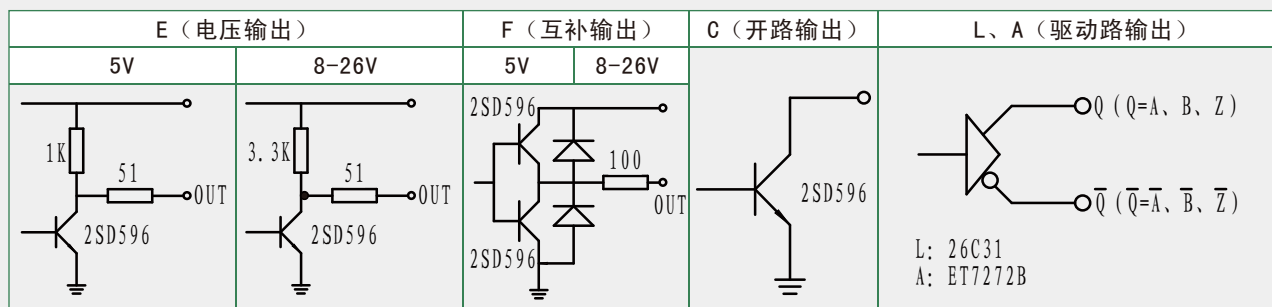 E（电压输出）
F（互补输出）
C（开路输出）
L、A（驱动路输出）
5V
8-26V
5V
8-26V
1K
51
OUT
2SD596
3.3K
51
OUT
2SD596
2SD596
100
OUT
2SD596
2SD596
Q（Q=A、B、Z）
Q̅（Q̅=A̅、B̅、Z̅）
L: 26C31
A: ET7272B